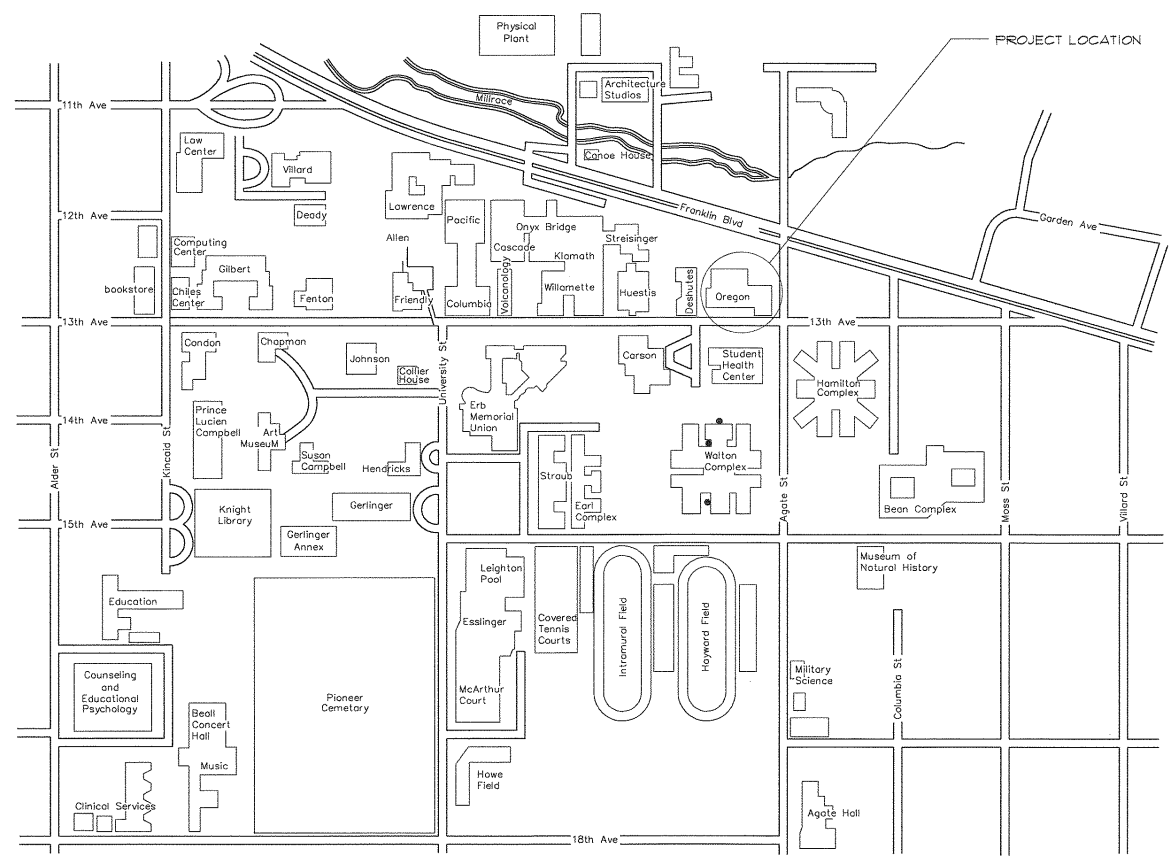 Physical
Plant
PROJECT LOCATION
Architecture
Studios
Millrace
11th Ave
Law
Center
Canoe House
Villard
Lawrence
12th Ave
Deady
Pacific
Franklin Blvd
Garden Ave
Onyx Bridge
Allen
Streisinger
Computing
Center
Cascade
Klamath
Gilbert
Volcanology
bookstore
Chiles
Center
Fenton
Friendly
Columbia
Willamette
Huestis
Deshutes
Oregon
13th Ave
13th Ave
Condon
Chapman
Johnson
Collier
House
University St
Carson
Student
Health
Center
Hamilton
Complex
Prince
Lucien
Campbell
Erb
Memorial
Union
14th Ave
Art
MuseuM
Susan
Campbell
Hendricks
Walton
Complex
Alder St
Kincaid St
Straub
Earl
Complex
Agate St
Bean Complex
Moss St
Villard St
Knight
Library
Gerlinger
15th Ave
Gerlinger
Annex
Museum of
Natural History
Leighton
Pool
Education
Esslinger
Covered
Tennis
Courts
Intramural Field
Hayward Field
Military
Science
Columbia St
Counseling
and
Educational
Psychology
McArthur
Court
Pioneer
Cemetary
Beall
Concert
Hall
Music
Howe
Field
Clinical Services
Agate Hall
18th Ave